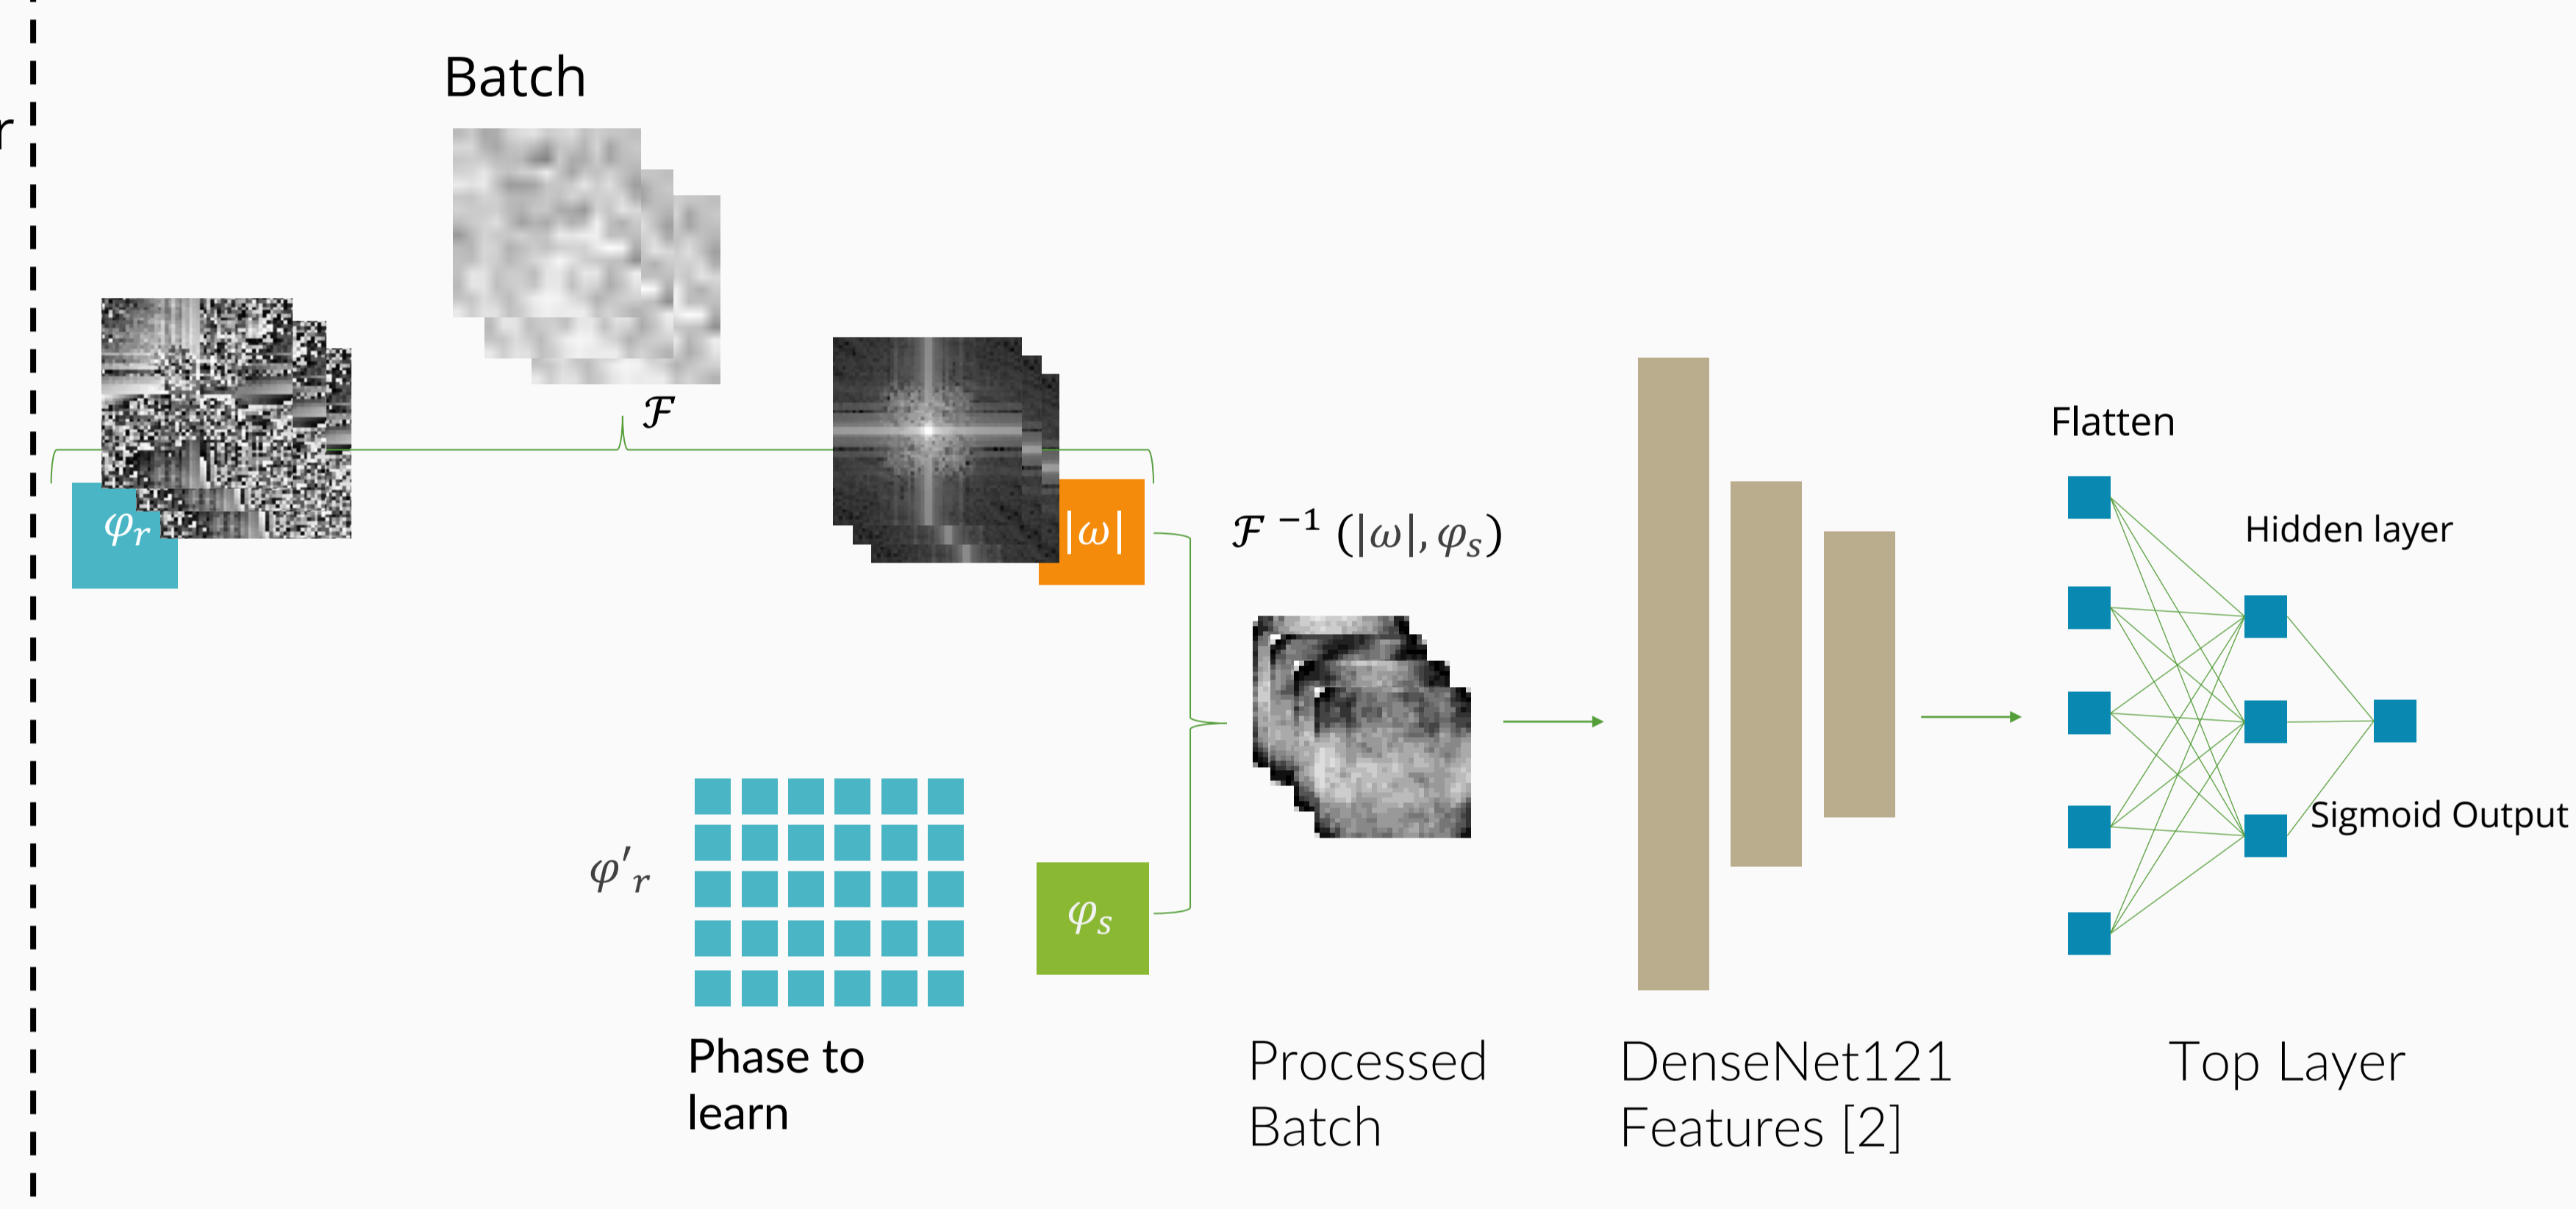 r
Batch
ℱ
φᵣ
|ω|
ℱ ⁻¹ (|ω|, φₛ)
φ′ᵣ
φₛ
Phase to
learn
Processed
Batch
DenseNet121
Features [2]
Flatten
Hidden layer
Sigmoid Output
Top Layer